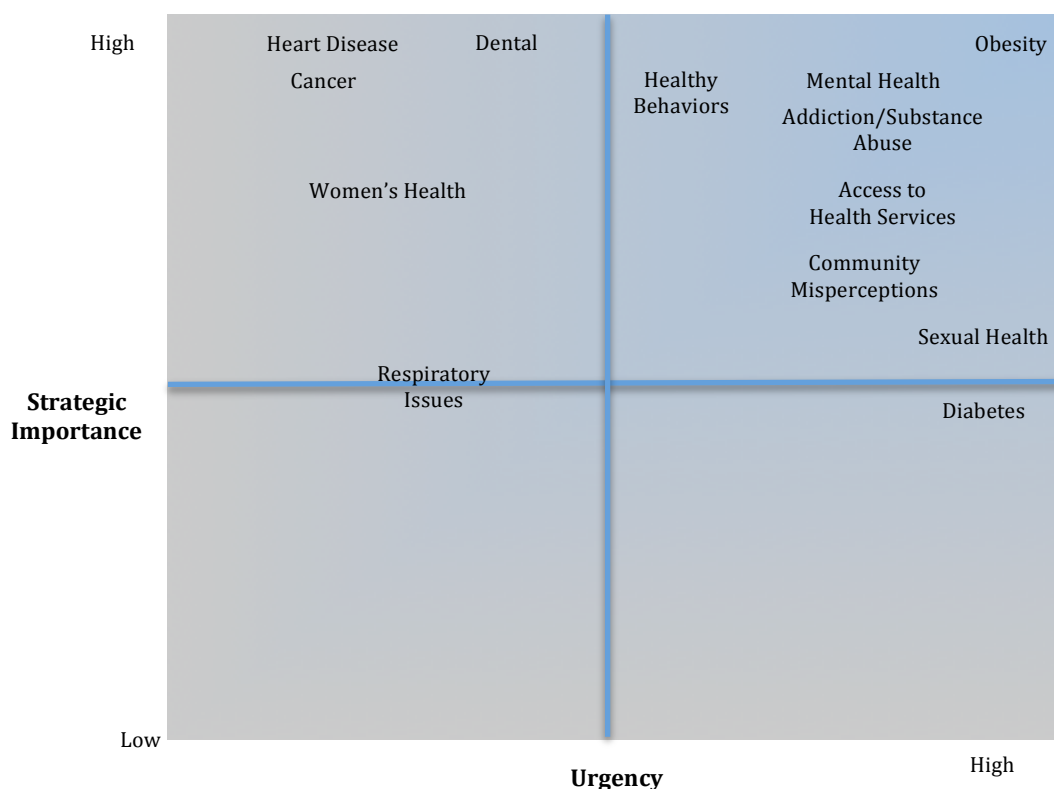 High
Heart Disease
Dental
Obesity
Cancer
Healthy
Behaviors
Mental Health
Addiction/Substance
Abuse
Women’s Health
Access to
Health Services
Community
Misperceptions
Sexual Health
Respiratory
Issues
Strategic
Importance
Diabetes
Low
Urgency
High